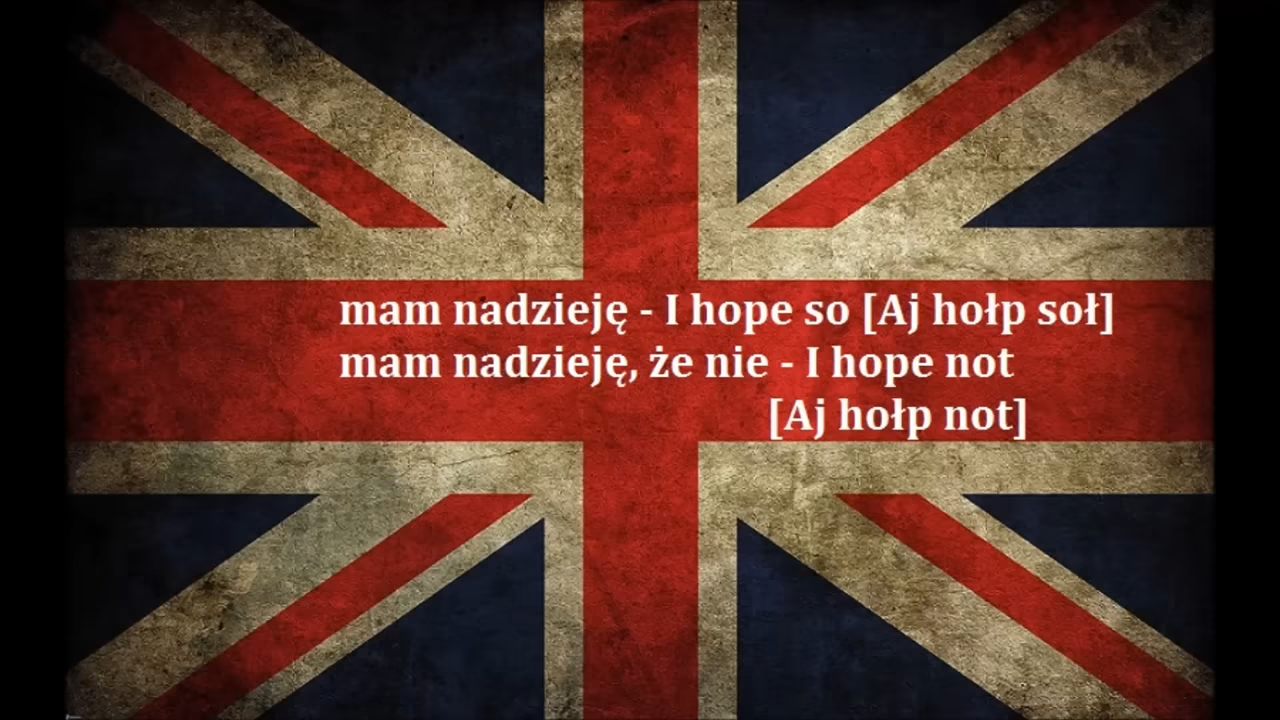 mam nadzieję - I hope so [Aj hołp soł]
mam nadzieję, że nie - I hope not
[Aj hołp not]